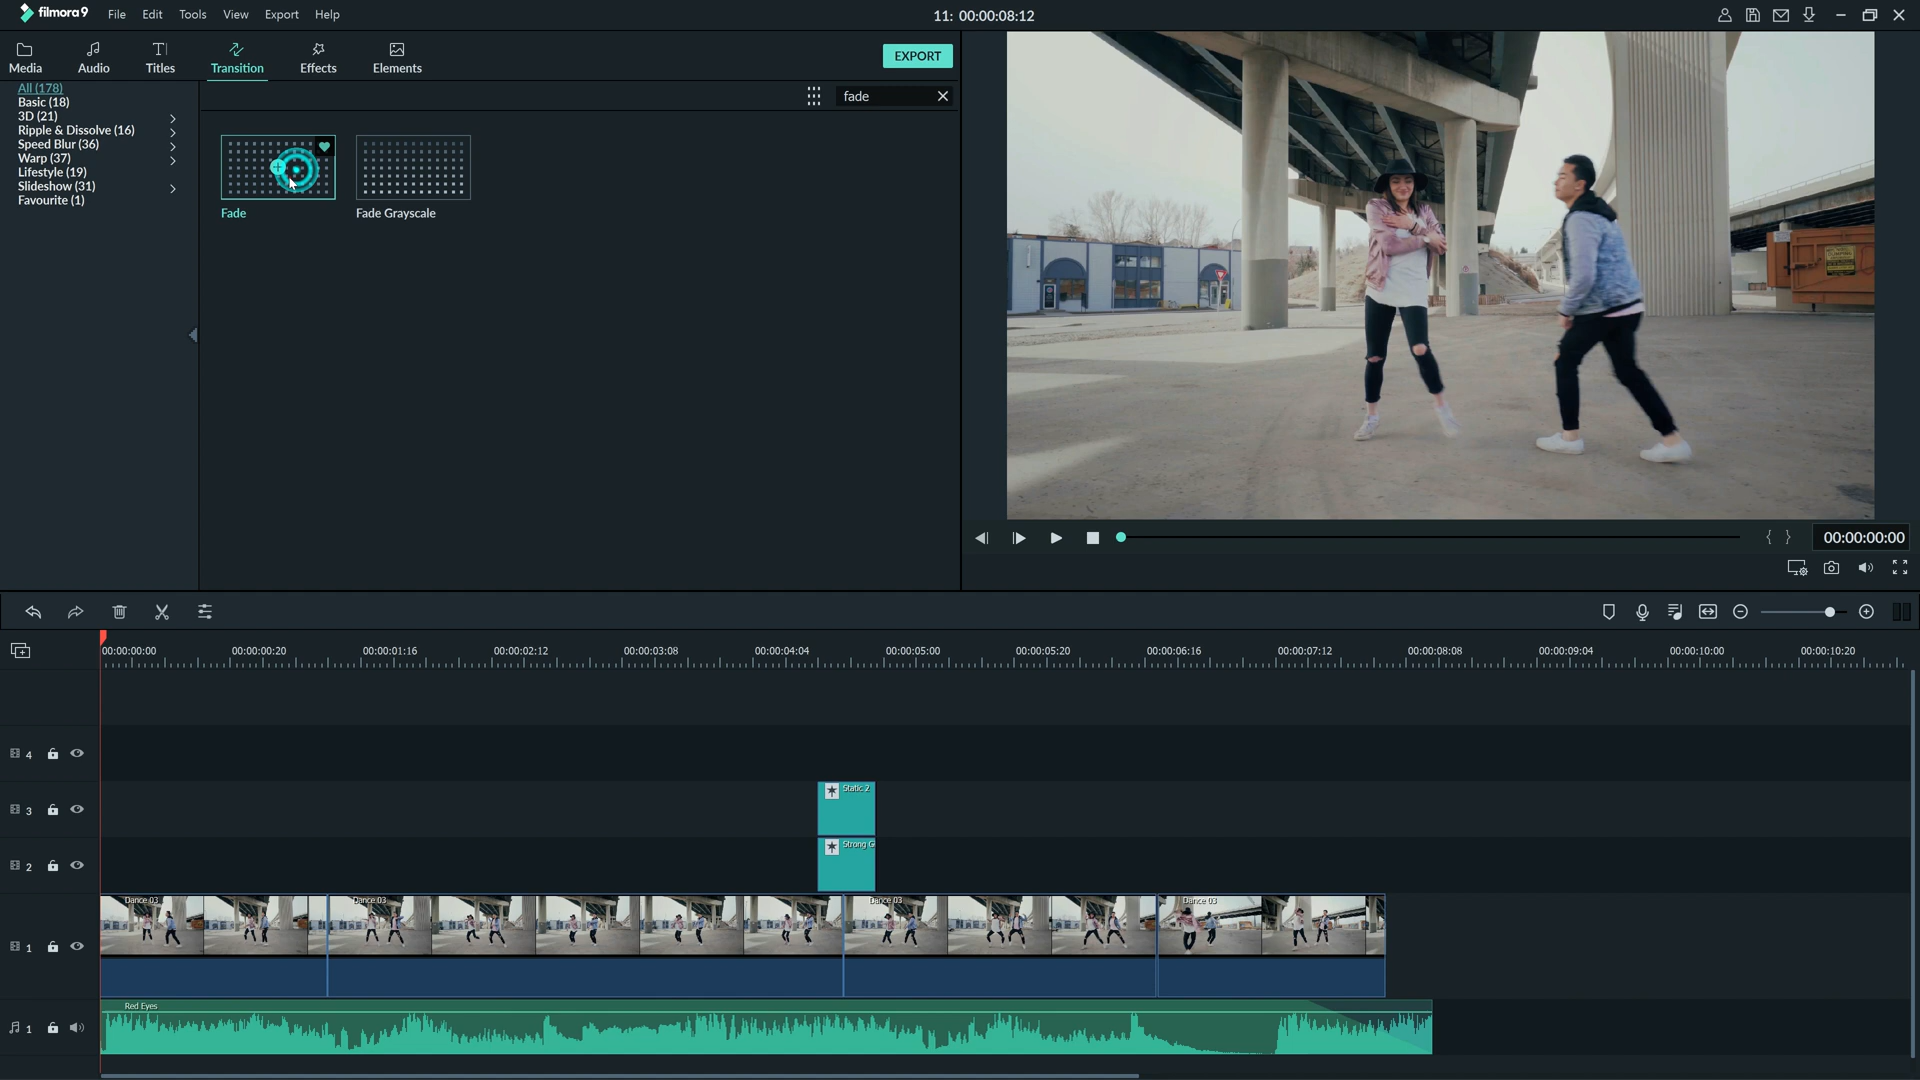 filmora9 File Edit Tools View Export Help 11: 00:00:08:12
Media Audio Titles Transition Effects Elements EXPORT
All (178)
Basic (18)
3D (21)
Ripple & Dissolve (16)
Speed Blur (36)
Warp (37)
Lifestyle (19)
Slideshow (31)
Favourite (1)
fade
Fade Fade Grayscale
{ } 00:00:00:00
00:00:00:00 00:00:00:20 00:00:01:16 00:00:02:12 00:00:03:08 00:00:04:04 00:00:05:00 00:00:05:20 00:00:06:16 00:00:07:12 00:00:08:08 00:00:09:04 00:00:10:00 00:00:10:20
4
3 Static 2
2 Strong G
Dance 03 Dance 03 Dance 03 Dance 03
1
Red Eyes
1